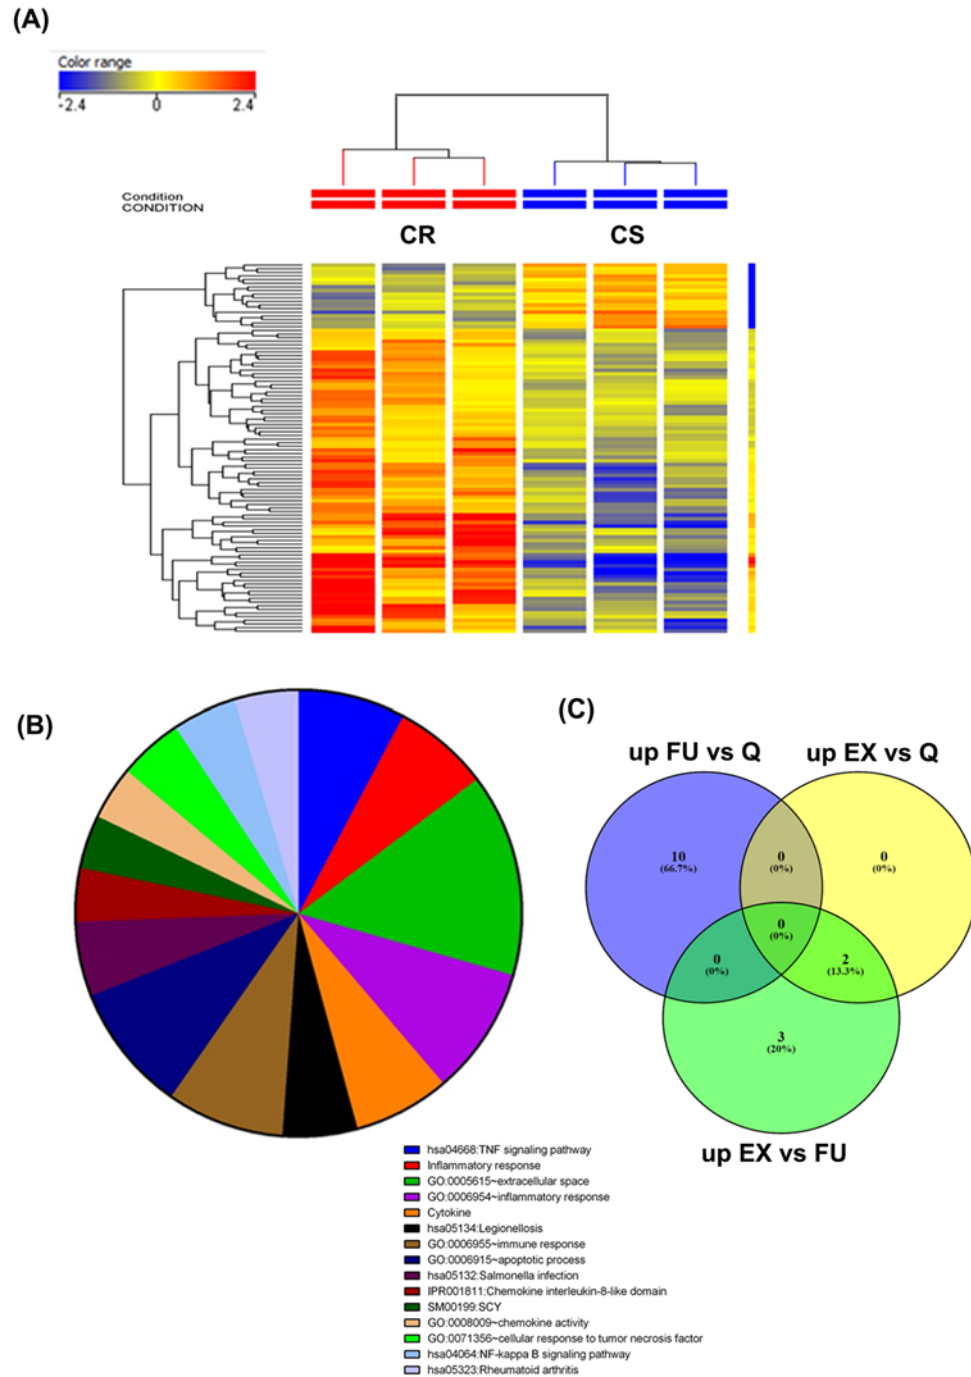 (A)
Color range
-2.4 0 2.4
Condition
CONDITION
CR CS
(B)
(C)
up FU vs Q
up EX vs Q
10
(66.7%)
0
(0%)
0
(0%)
0
(0%)
0
(0%)
2
(13.3%)
3
(20%)
up EX vs FU
hsa04668:TNF signaling pathway
Inflammatory response
GO:0005615~extracellular space
GO:0006954~inflammatory response
Cytokine
hsa05134:Legionellosis
GO:0006955~immune response
GO:0006915~apoptotic process
hsa05132:Salmonella infection
IPR001811:Chemokine interleukin-8-like domain
SM00199:SCY
GO:0008009~chemokine activity
GO:0071356~cellular response to tumor necrosis factor
hsa04064:NF-kappa B signaling pathway
hsa05323:Rheumatoid arthritis